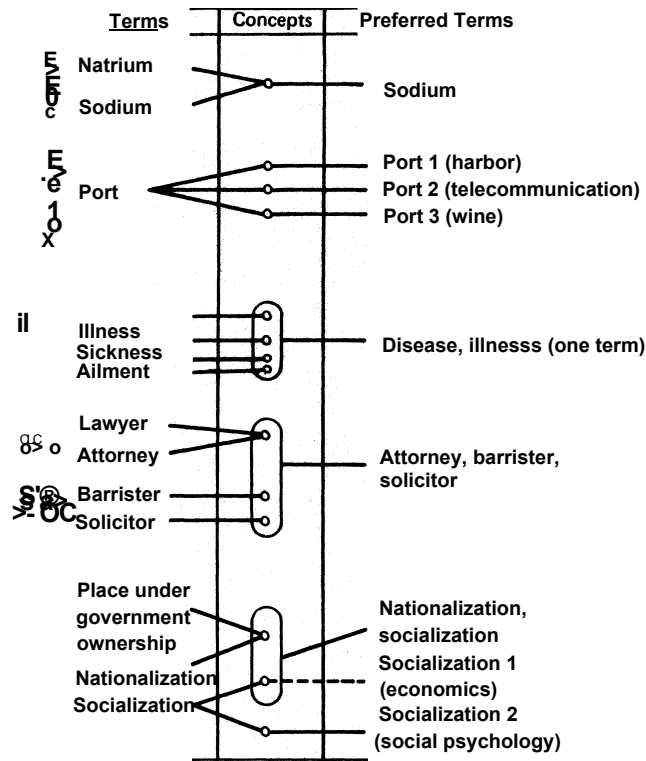 Terms Concepts Preferred Terms
Natrium
Sodium
Sodium
Port
Port 1 (harbor)
Port 2 (telecommunication)
Port 3 (wine)
il
Illness
Sickness
Ailment
Disease, illnesss (one term)
Lawyer
Attorney
Barrister
Solicitor
Attorney, barrister,
solicitor
Place under
government
ownership
Nationalization
Socialization
Nationalization,
socialization
Socialization 1
(economics)
Socialization 2
(social psychology)